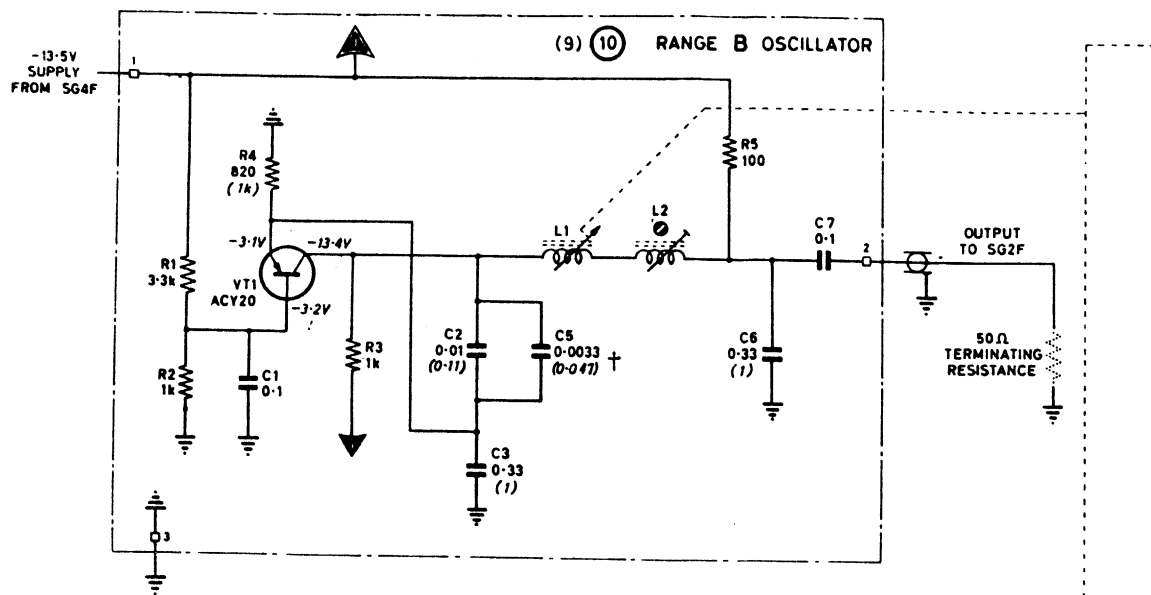 (9) 10 RANGE B OSCILLATOR
-13·5V
SUPPLY
FROM SG4F
1
R4
820
(1k)
R5
100
L1
L2
C7
0·1
2
OUTPUT
TO SG2F
-3·1V
-13·4V
R1
3·3k
VT1
ACY20
-3·2V
R2
1k
C1
0·1
R3
1k
C2
0·01
(0·11)
C5
0·0033
(0·047) †
C6
0·33
(1)
50Ω
TERMINATING
RESISTANCE
C3
0·33
(1)
3